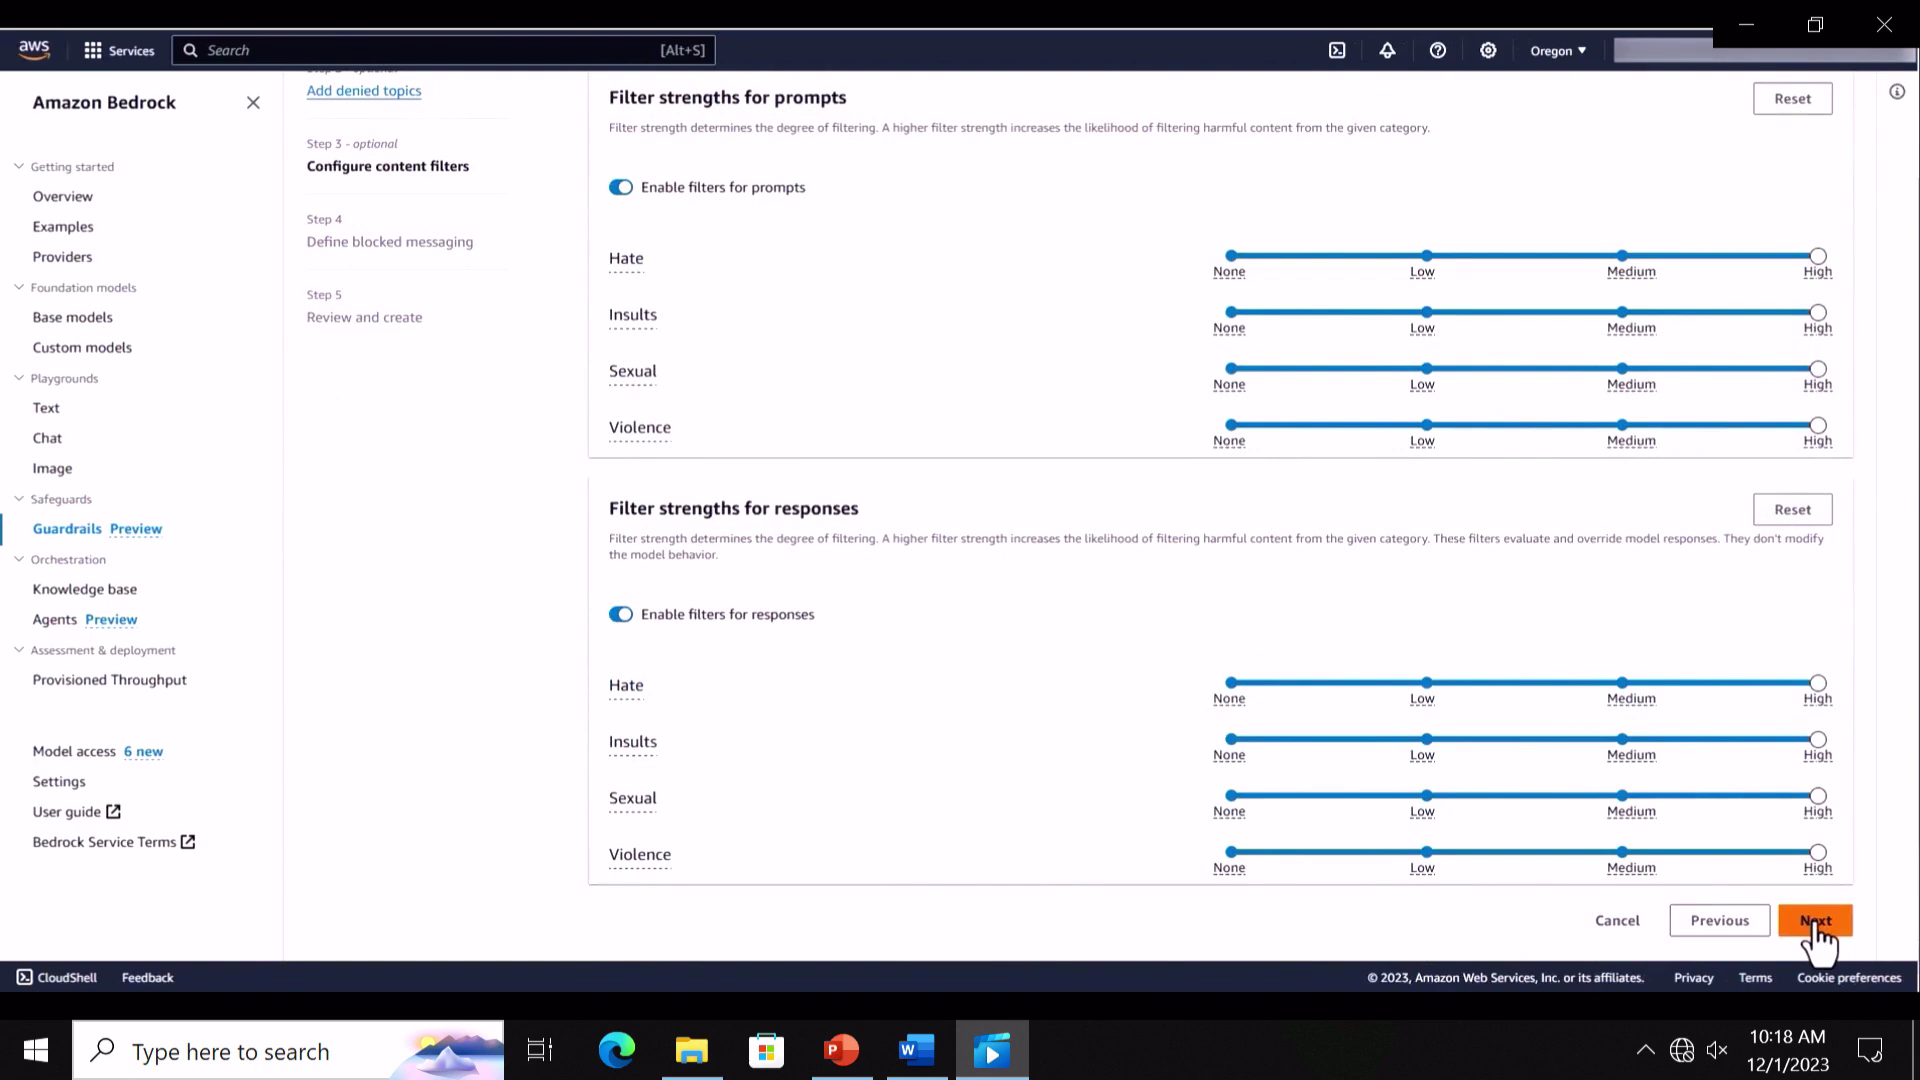 aws
Services
Search
[Alt+S]
Oregon
Amazon Bedrock
Getting started
Overview
Examples
Providers
Foundation models
Base models
Custom models
Playgrounds
Text
Chat
Image
Safeguards
Guardrails Preview
Orchestration
Knowledge base
Agents Preview
Assessment & deployment
Provisioned Throughput
Model access 6 new
Settings
User guide
Bedrock Service Terms
Add denied topics
Step 3 - optional
Configure content filters
Step 4
Define blocked messaging
Step 5
Review and create
Filter strengths for prompts
Reset
Filter strength determines the degree of filtering. A higher filter strength increases the likelihood of filtering harmful content from the given category.
Enable filters for prompts
Hate
None Low Medium High
Insults
None Low Medium High
Sexual
None Low Medium High
Violence
None Low Medium High
Filter strengths for responses
Reset
Filter strength determines the degree of filtering. A higher filter strength increases the likelihood of filtering harmful content from the given category. These filters evaluate and override model responses. They don't modify
the model behavior.
Enable filters for responses
Hate
None Low Medium High
Insults
None Low Medium High
Sexual
None Low Medium High
Violence
None Low Medium High
Cancel
Previous
Next
CloudShell
Feedback
© 2023, Amazon Web Services, Inc. or its affiliates.
Privacy
Terms
Cookie preferences
Type here to search
10:18 AM
12/1/2023